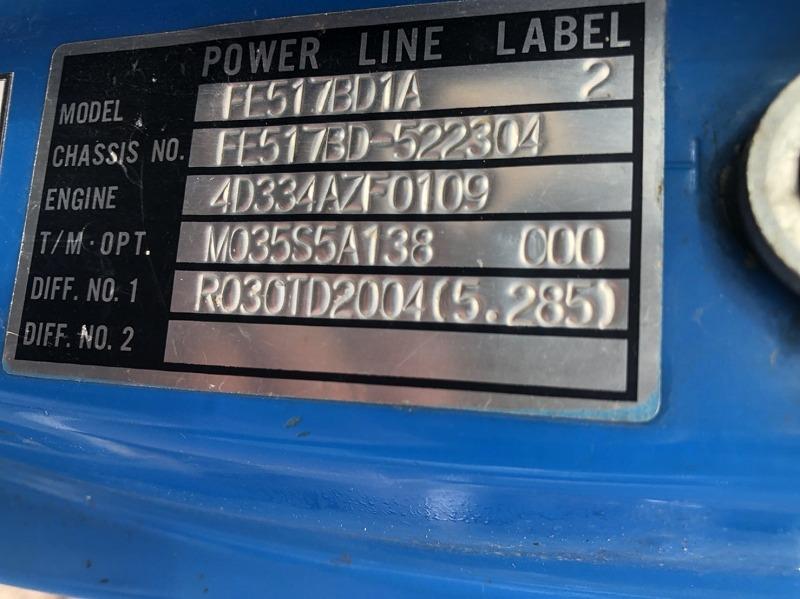 POWER LINE LABEL
MODEL FE517BD1A 2
CHASSIS NO. FE517BD-522304
ENGINE 4D334AZF0109
T/M·OPT. M035S5A138 000
DIFF. NO. 1 R030TD2004(5.285)
DIFF. NO. 2